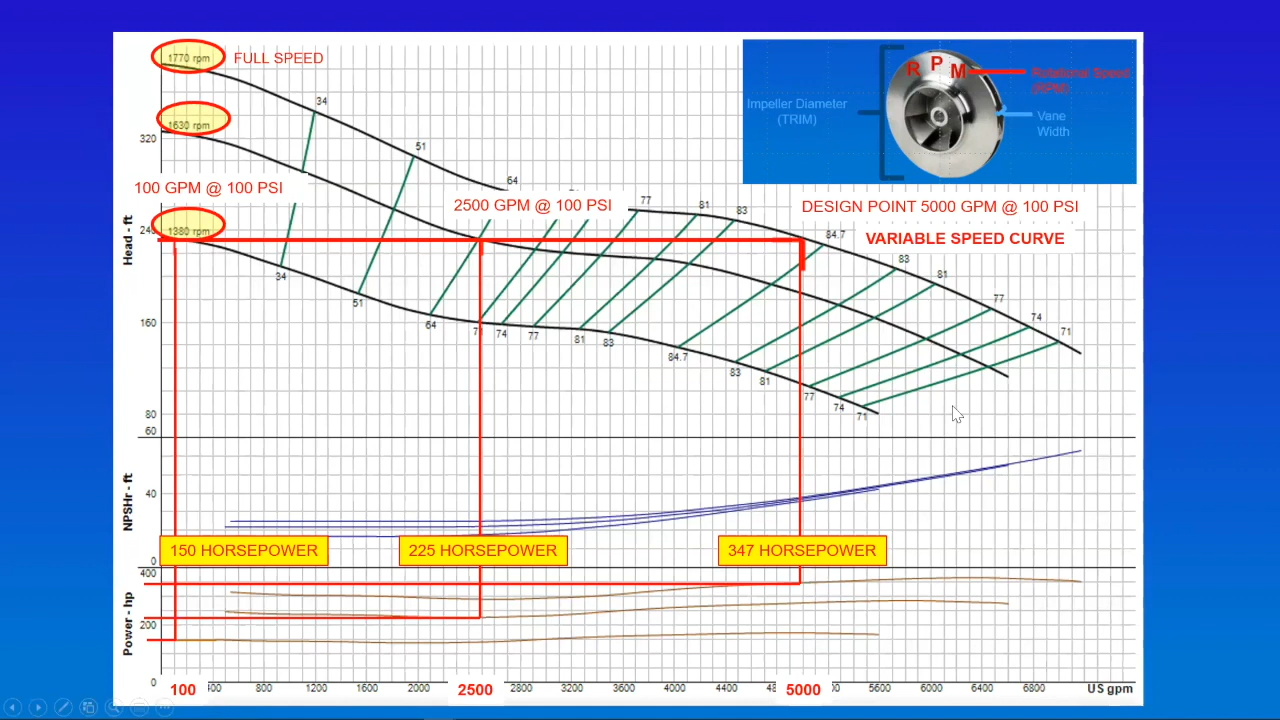 1770 rpm
FULL SPEED
R P M
Rotational Speed
(RPM)
Impeller Diameter
(TRIM)
Vane
Width
34
1630 rpm
320
51
100 GPM @ 100 PSI
64
2500 GPM @ 100 PSI
77
81
83
DESIGN POINT 5000 GPM @ 100 PSI
1380 rpm
240
84.7
VARIABLE SPEED CURVE
Head - ft
34
83
81
51
77
160
64
74
71
74
77
81
83
84.7
83
81
77
74
71
80
60
NPSHr - ft
40
150 HORSEPOWER
225 HORSEPOWER
347 HORSEPOWER
0
400
Power - hp
200
0
100
400
800
1200
1600
2000
2500
2800
3200
3600
4000
4400
5000
5600
6000
6400
6800
US gpm